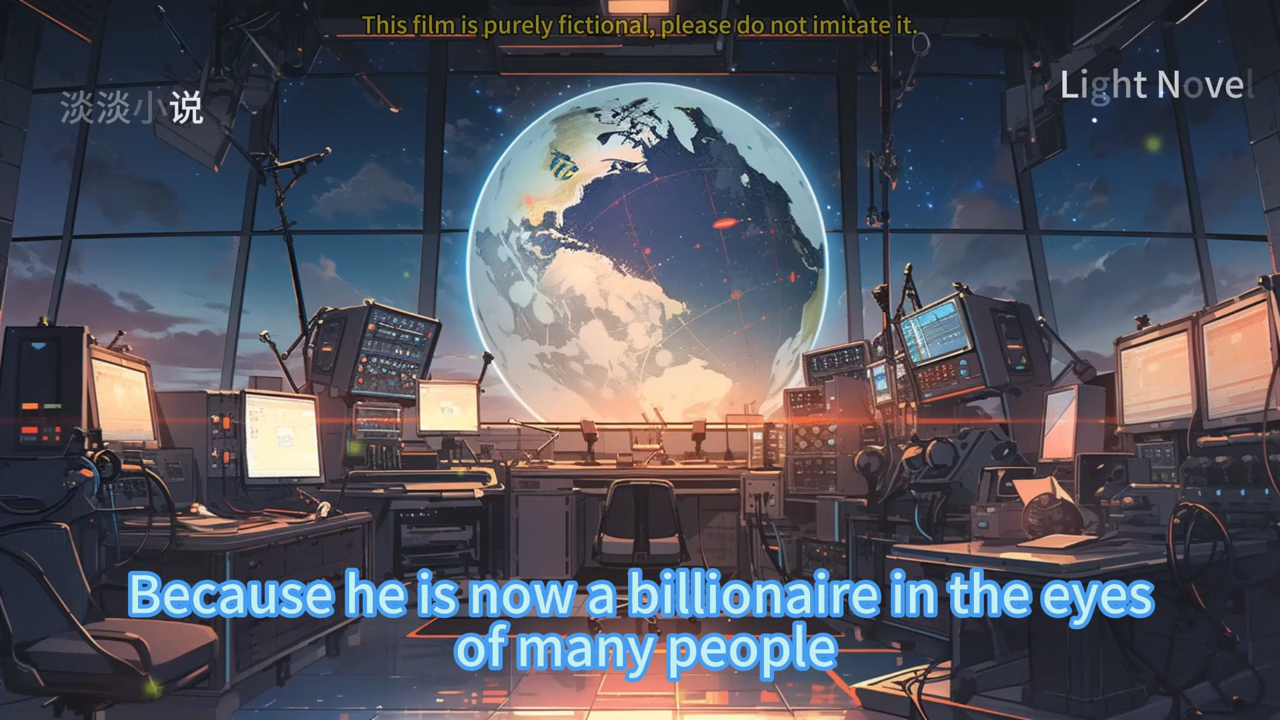 This film is purely fictional, please do not imitate it.
淡淡小说
Light Novel
Because he is now a billionaire in the eyes
of many people